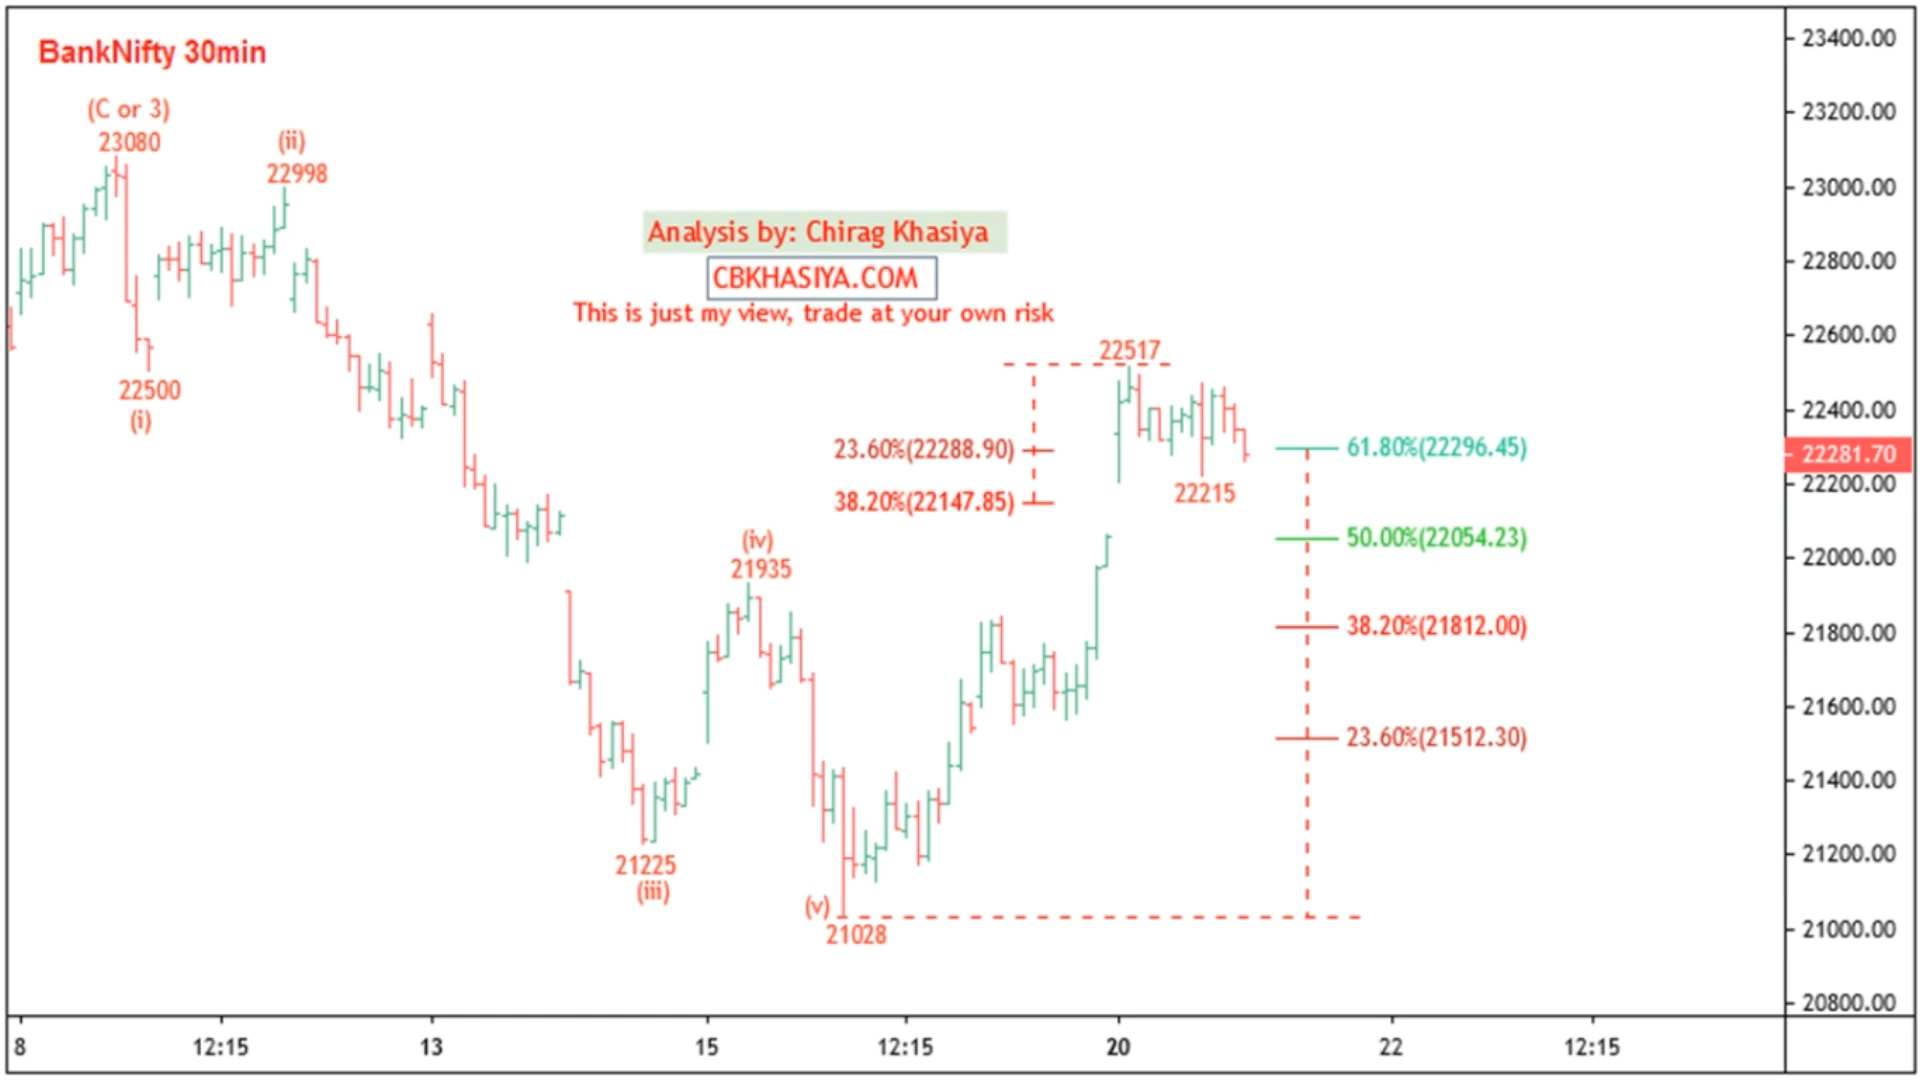 BankNifty 30min
(C or 3)
23080
(ii)
22998
22500
(i)
Analysis by: Chirag Khasiya
CBKHASIYA.COM
This is just my view, trade at your own risk
22517
23.60%(22288.90)
38.20%(22147.85)
22215
61.80%(22296.45)
50.00%(22054.23)
38.20%(21812.00)
23.60%(21512.30)
(iv)
21935
21225
(iii)
(v)
21028
23400.00
23200.00
23000.00
22800.00
22600.00
22400.00
22281.70
22200.00
22000.00
21800.00
21600.00
21400.00
21200.00
21000.00
20800.00
8 12:15 13 15 12:15 20 22 12:15